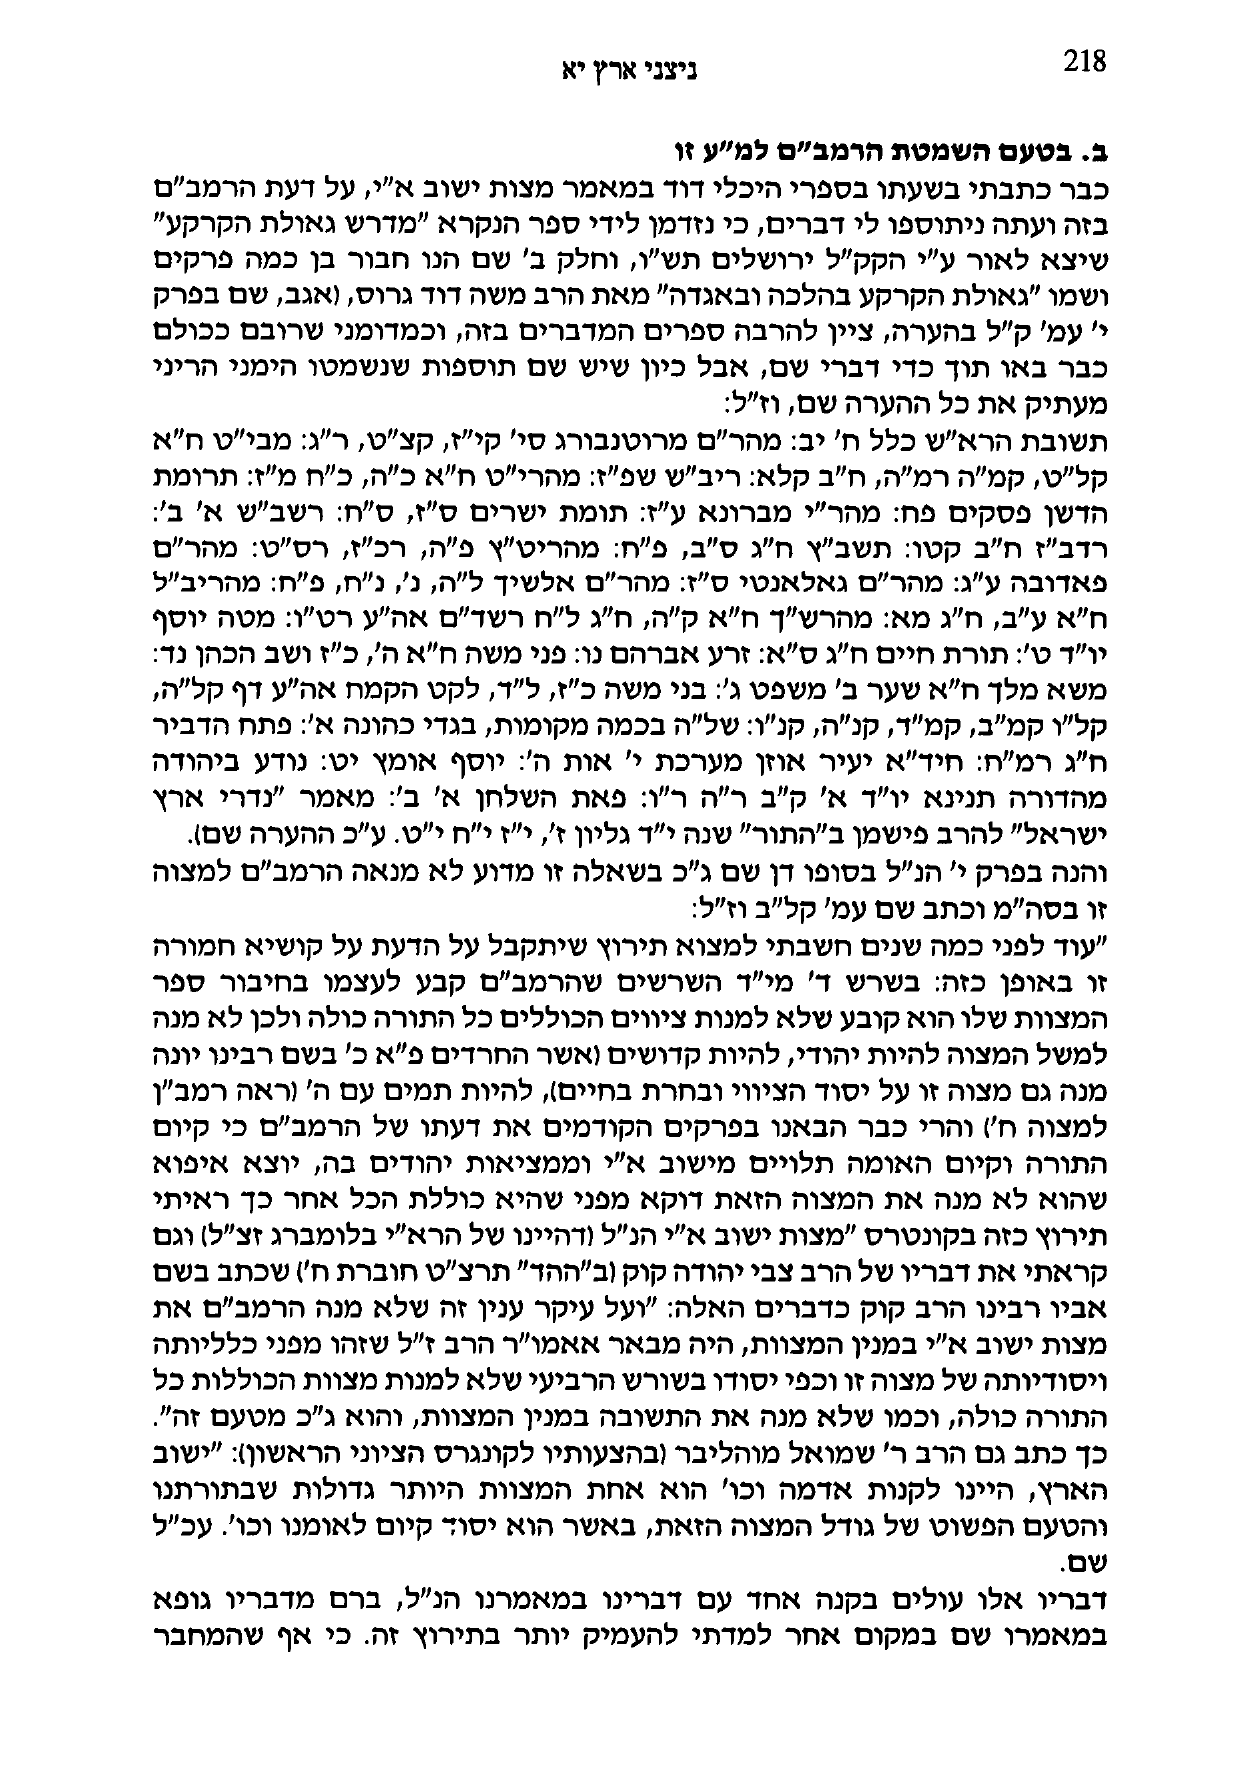 218
ניצני ארץ יא
ב. בטעם השמטת הרמב"ם למ"ע זו
כבר כתבתי בשעתו בספרי היכלי דוד במאמר מצות ישוב א"י, על דעת הרמב"ם
בזה ועתה ניתוספו לי דברים, כי נזדמן לידי ספר הנקרא "מדרש גאולת הקרקע"
שיצא לאור ע"י הקק"ל ירושלים תש"ו, וחלק ב' שם הנו חבור בן כמה פרקים
ושמו "גאולת הקרקע בהלכה ובאגדה" מאת הרב משה דוד גרוס, (אגב, שם בפרק
י' עמ' ק"ל בהערה, ציין להרבה ספרים המדברים בזה, וכמדומני שרובם ככולם
כבר באו תוך כדי דברי שם, אבל כיון שיש שם תוספות שנשמטו הימני הריני
מעתיק את כל ההערה שם, וז"ל:
תשובת הרא"ש כלל ח' יב: מהר"ם מרוטנבורג סי' קי"ז, קצ"ט, ר"ג: מבי"ט ח"א
קל"ט, קמ"ה רמ"ה, ח"ב קלא: ריב"ש שפ"ז: מהרי"ט ח"א כ"ה, כ"ח מ"ז: תרומת
הדשן פסקים פח: מהר"י מברונא ע"ז: תומת ישרים ס"ז, ס"ח: רשב"ש א' ב':
רדב"ז ח"ב קטו: תשב"ץ ח"ג ס"ב, פ"ח: מהריט"ץ פ"ה, רכ"ז, רס"ט: מהר"ם
פאדובה ע"ג: מהר"ם גאלאנטי ס"ז: מהר"ם אלשיך ל"ה, נ', נ"ח, פ"ח: מהריב"ל
ח"א ע"ב, ח"ג מא: מהרש"ך ח"א ק"ה, ח"ג ל"ח רשד"ם אה"ע רט"ו: מטה יוסף
יו"ד ט': תורת חיים ח"ג ס"א: זרע אברהם נו: פני משה ח"א ה', כ"ז ושב הכהן נד:
משא מלך ח"א שער ב' משפט ג': בני משה כ"ז, ל"ד, לקט הקמח אה"ע דף קל"ה,
קל"ו קמ"ב, קמ"ד, קנ"ה, קנ"ו: של"ה בכמה מקומות, בגדי כהונה א': פתח הדביר
ח"ג רמ"ח: חיד"א יעיר אוזן מערכת י' אות ה': יוסף אומץ יט: נודע ביהודה
מהדורה תנינא יו"ד א' ק"ב ר"ה ר"ו: פאת השלחן א' ב': מאמר "נדרי ארץ
ישראל" להרב פישמן ב"התור" שנה י"ד גליון ז', י"ז י"ח י"ט. ע"כ ההערה שם).
והנה בפרק י' הנ"ל בסופו דן שם ג"כ בשאלה זו מדוע לא מנאה הרמב"ם למצוה
זו בסה"מ וכתב שם עמ' קל"ב וז"ל:
"עוד לפני כמה שנים חשבתי למצוא תירוץ שיתקבל על הדעת על קושיא חמורה
זו באופן כזה: בשרש ד' מי"ד השרשים שהרמב"ם קבע לעצמו בחיבור ספר
המצוות שלו הוא קובע שלא למנות ציווים הכוללים כל התורה כולה ולכן לא מנה
למשל המצוה להיות יהודי, להיות קדושים (אשר החרדים פ"א כ' בשם רבינו יונה
מנה גם מצוה זו על יסוד הציווי ובחרת בחיים), להיות תמים עם ה' (ראה רמב"ן
למצוה ח') והרי כבר הבאנו בפרקים הקודמים את דעתו של הרמב"ם כי קיום
התורה וקיום האומה תלויים מישוב א"י וממציאות יהודים בה, יוצא איפוא
שהוא לא מנה את המצוה הזאת דוקא מפני שהיא כוללת הכל אחר כך ראיתי
תירוץ כזה בקונטרס "מצות ישוב א"י הנ"ל (דהיינו של הרא"י בלומברג זצ"ל) וגם
קראתי את דבריו של הרב צבי יהודה קוק (ב"ההד" תרצ"ט חוברת ח') שכתב בשם
אביו רבינו הרב קוק כדברים האלה: "ועל עיקר ענין זה שלא מנה הרמב"ם את
מצות ישוב א"י במנין המצוות, היה מבאר אאמו"ר הרב ז"ל שזהו מפני כלליותה
ויסודיותה של מצוה זו וכפי יסודו בשורש הרביעי שלא למנות מצוות הכוללות כל
התורה כולה, וכמו שלא מנה את התשובה במנין המצוות, והוא ג"כ מטעם זה".
כך כתב גם הרב ר' שמואל מוהליבר (בהצעותיו לקונגרס הציוני הראשון): "ישוב
הארץ, היינו לקנות אדמה וכו' הוא אחת המצוות היותר גדולות שבתורתנו
והטעם הפשוט של גודל המצוה הזאת, באשר הוא יסוד קיום לאומנו וכו'. עכ"ל
שם.
דבריו אלו עולים בקנה אחד עם דברינו במאמרנו הנ"ל, ברם מדבריו גופא
במאמרו שם במקום אחר למדתי להעמיק יותר בתירוץ זה. כי אף שהמחבר